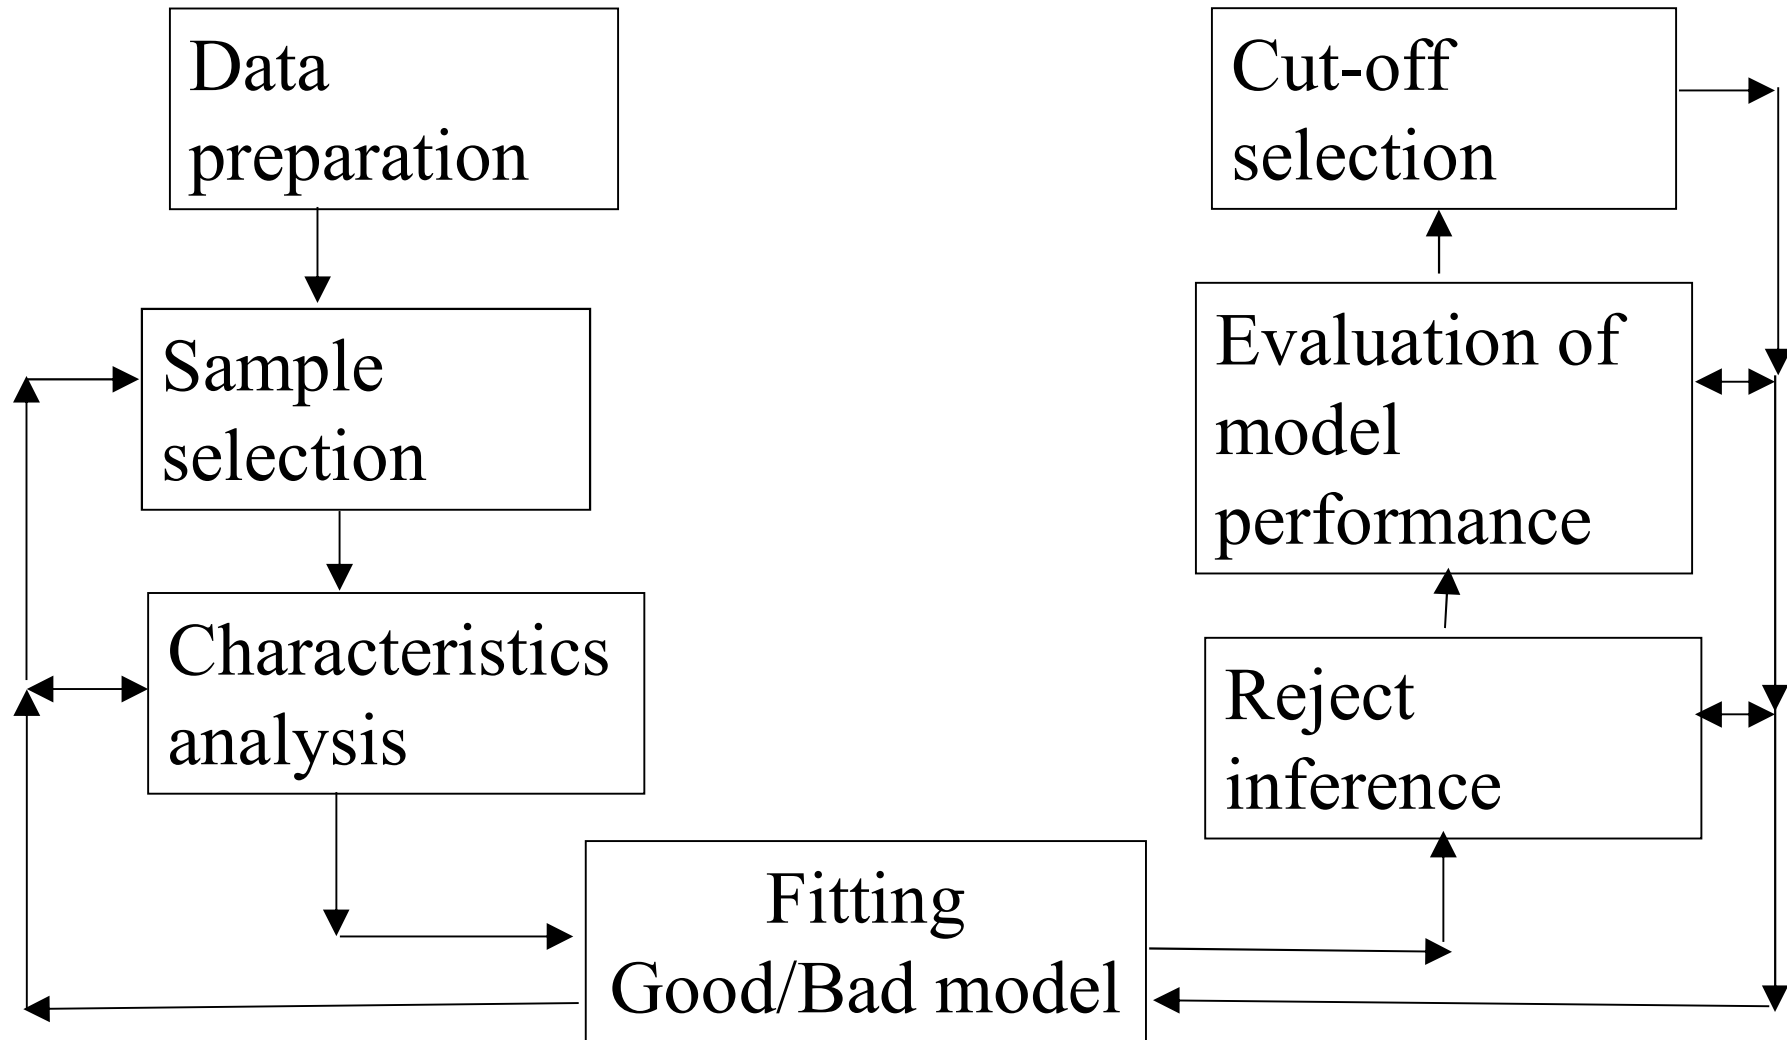 Data
preparation
Sample
selection
Characteristics
analysis
Fitting
Good/Bad model
Reject
inference
Evaluation of
model
performance
Cut-off
selection